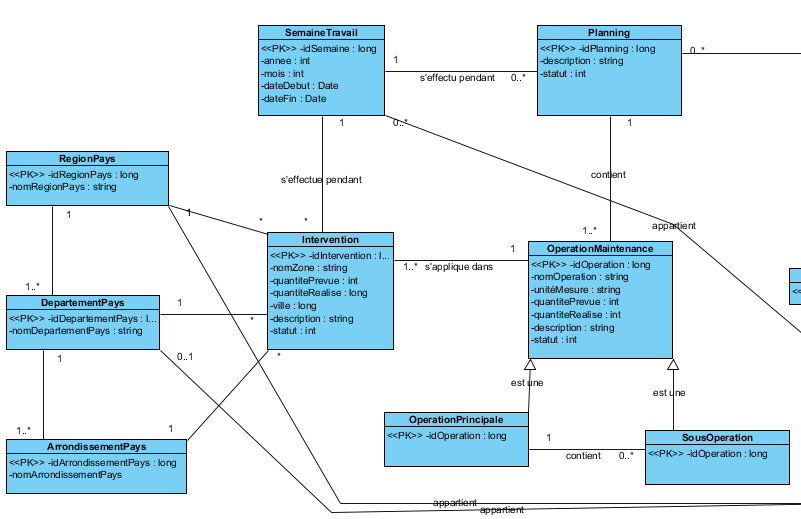 SemaineTravail
<<PK>> -idSemaine : long
-annee : int
-mois : int
-dateDebut : Date
-dateFin : Date
Planning
<<PK>> -idPlanning : long
-description : string
-statut : int
1
s'effectu pendant
0..*
0..*
1
0..*
1
s'effectue pendant
contient
RegionPays
<<PK>> -idRegionPays : long
-nomRegionPays : string
1
1
*
*
1..*
appartient
Intervention
<<PK>> -idIntervention : l...
-nomZone : string
-quantitePrevue : int
-quantiteRealise : long
-ville : long
-description : string
-statut : int
1..*
s'applique dans
1
OperationMaintenance
<<PK>> -idOperation : long
-nomOperation : string
-unitéMesure : string
-quantitePrevue : int
-quantiteRealise : int
-description : string
-statut : int
<<
1..*
DepartementPays
<<PK>> -idDepartementPays : l...
-nomDepartementPays : string
1
*
1
0..1
*
est une
est une
1..*
1
OperationPrincipale
<<PK>> -idOperation : long
1
contient
0..*
SousOperation
<<PK>> -idOperation : long
ArrondissementPays
<<PK>> -idArrondissementPays : long
-nomArrondissementPays
appartient
appartient